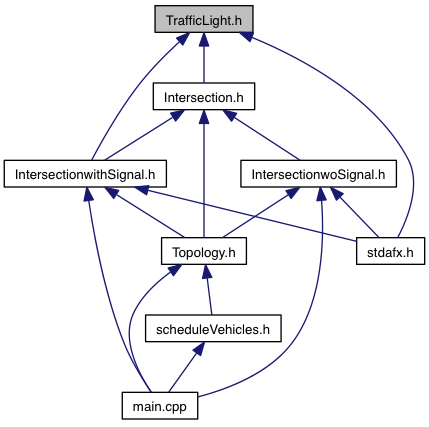 TrafficLight.h
Intersection.h
IntersectionwithSignal.h
IntersectionwoSignal.h
Topology.h
stdafx.h
scheduleVehicles.h
main.cpp